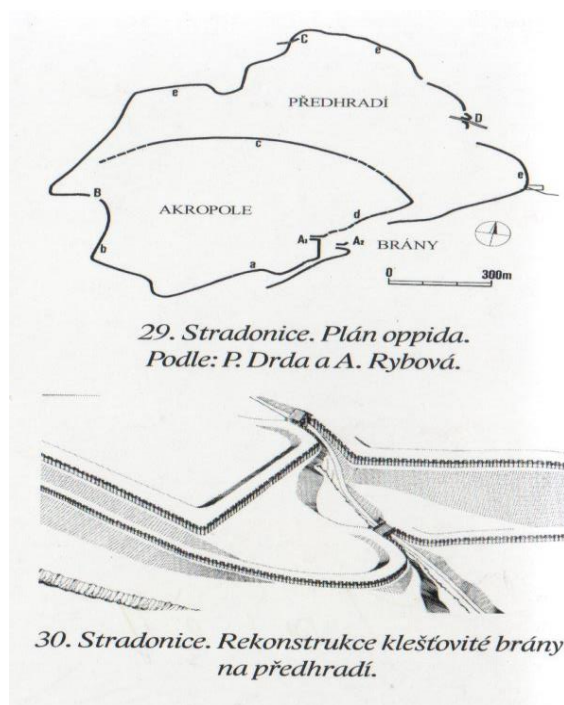 C
e
e
PŘEDHRADÍ
D
c
e
B
AKROPOLE
d
A1
A2
BRÁNY
b
a
0
300m
29. Stradonice. Plán oppida.
Podle: P. Drda a A. Rybová.
30. Stradonice. Rekonstrukce klešťovité brány
na předhradí.